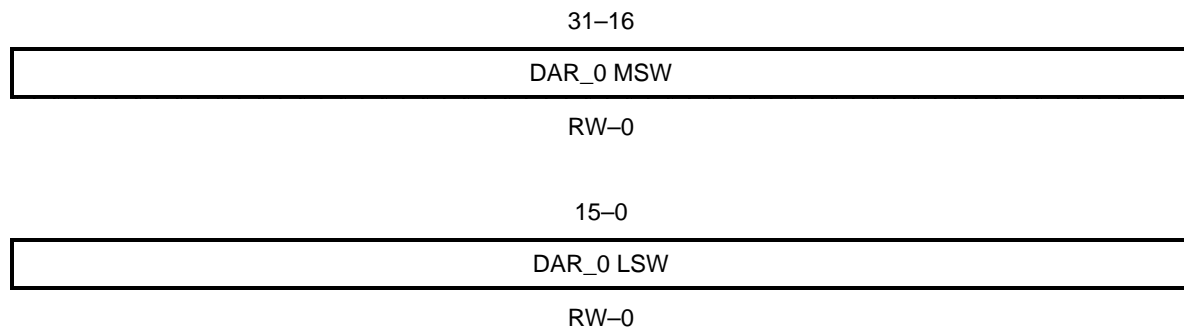 31–16
DAR_0 MSW
RW–0
15–0
DAR_0 LSW
RW–0